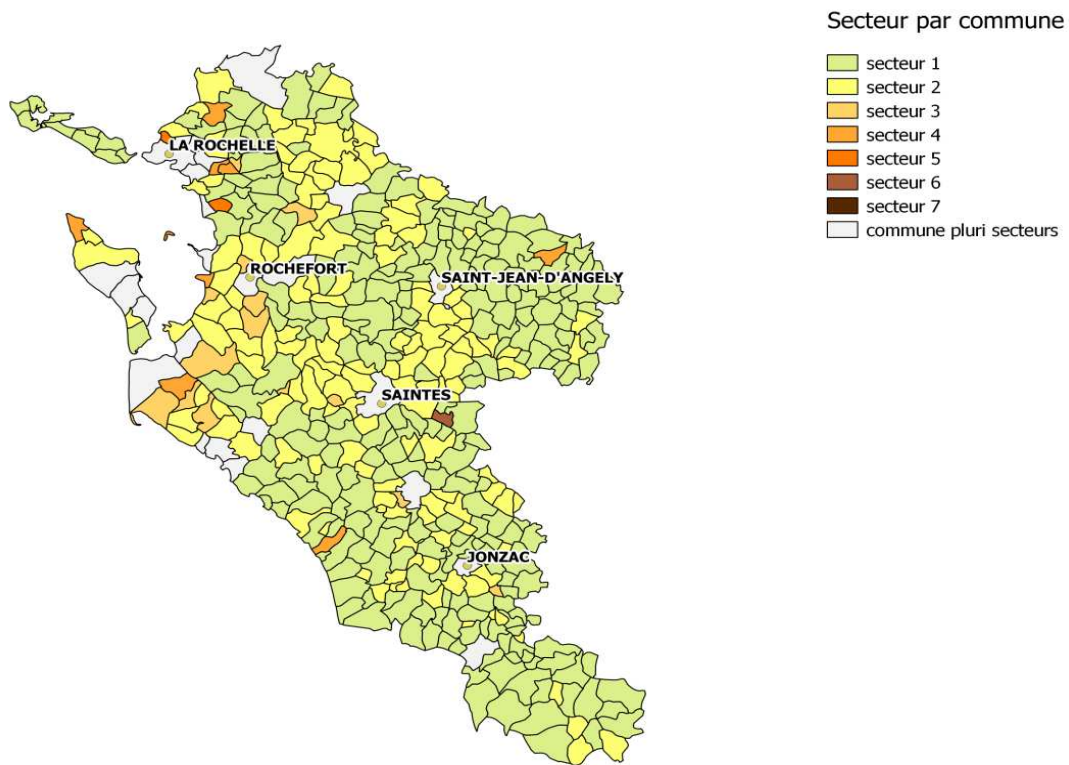 Secteur par commune
secteur 1
secteur 2
secteur 3
secteur 4
secteur 5
secteur 6
secteur 7
commune pluri secteurs
LA ROCHELLE
ROCHEFORT
SAINT-JEAN-D'ANGELY
SAINTES
JONZAC